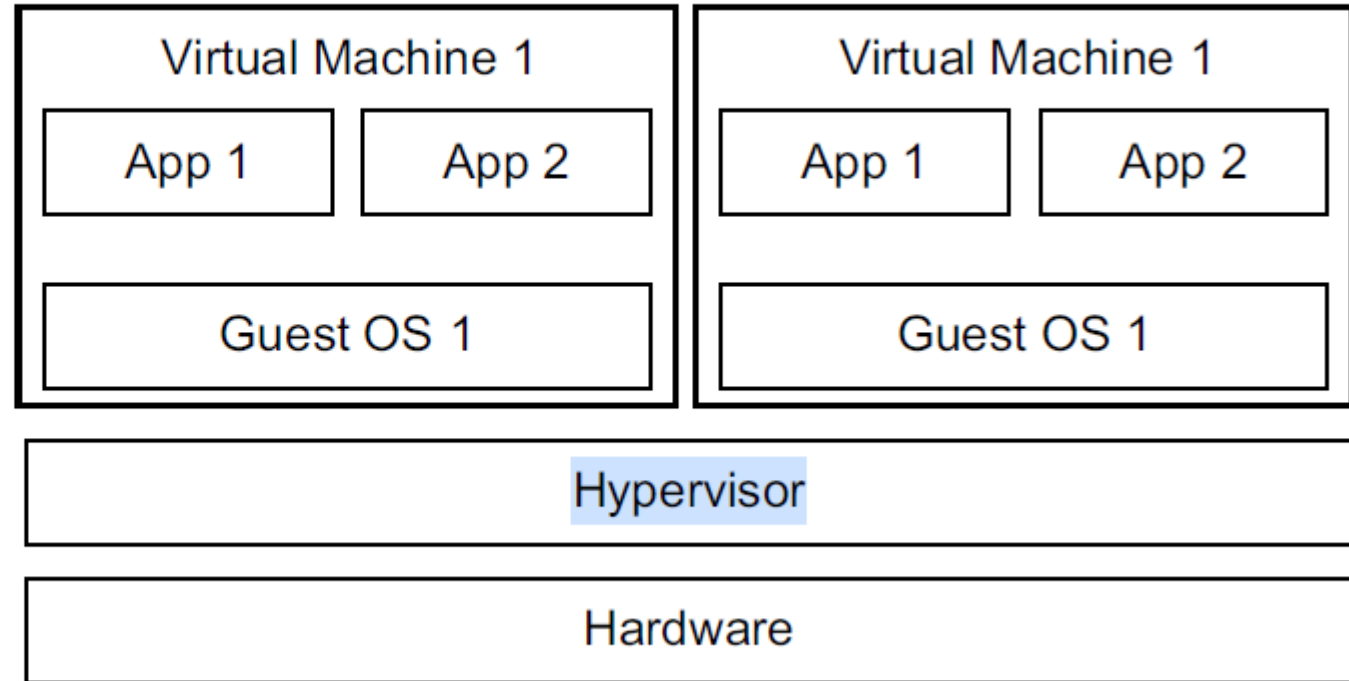 Virtual Machine 1 Virtual Machine 1
App 1 App 2 App 1 App 2
Guest OS 1 Guest OS 1
Hypervisor
Hardware